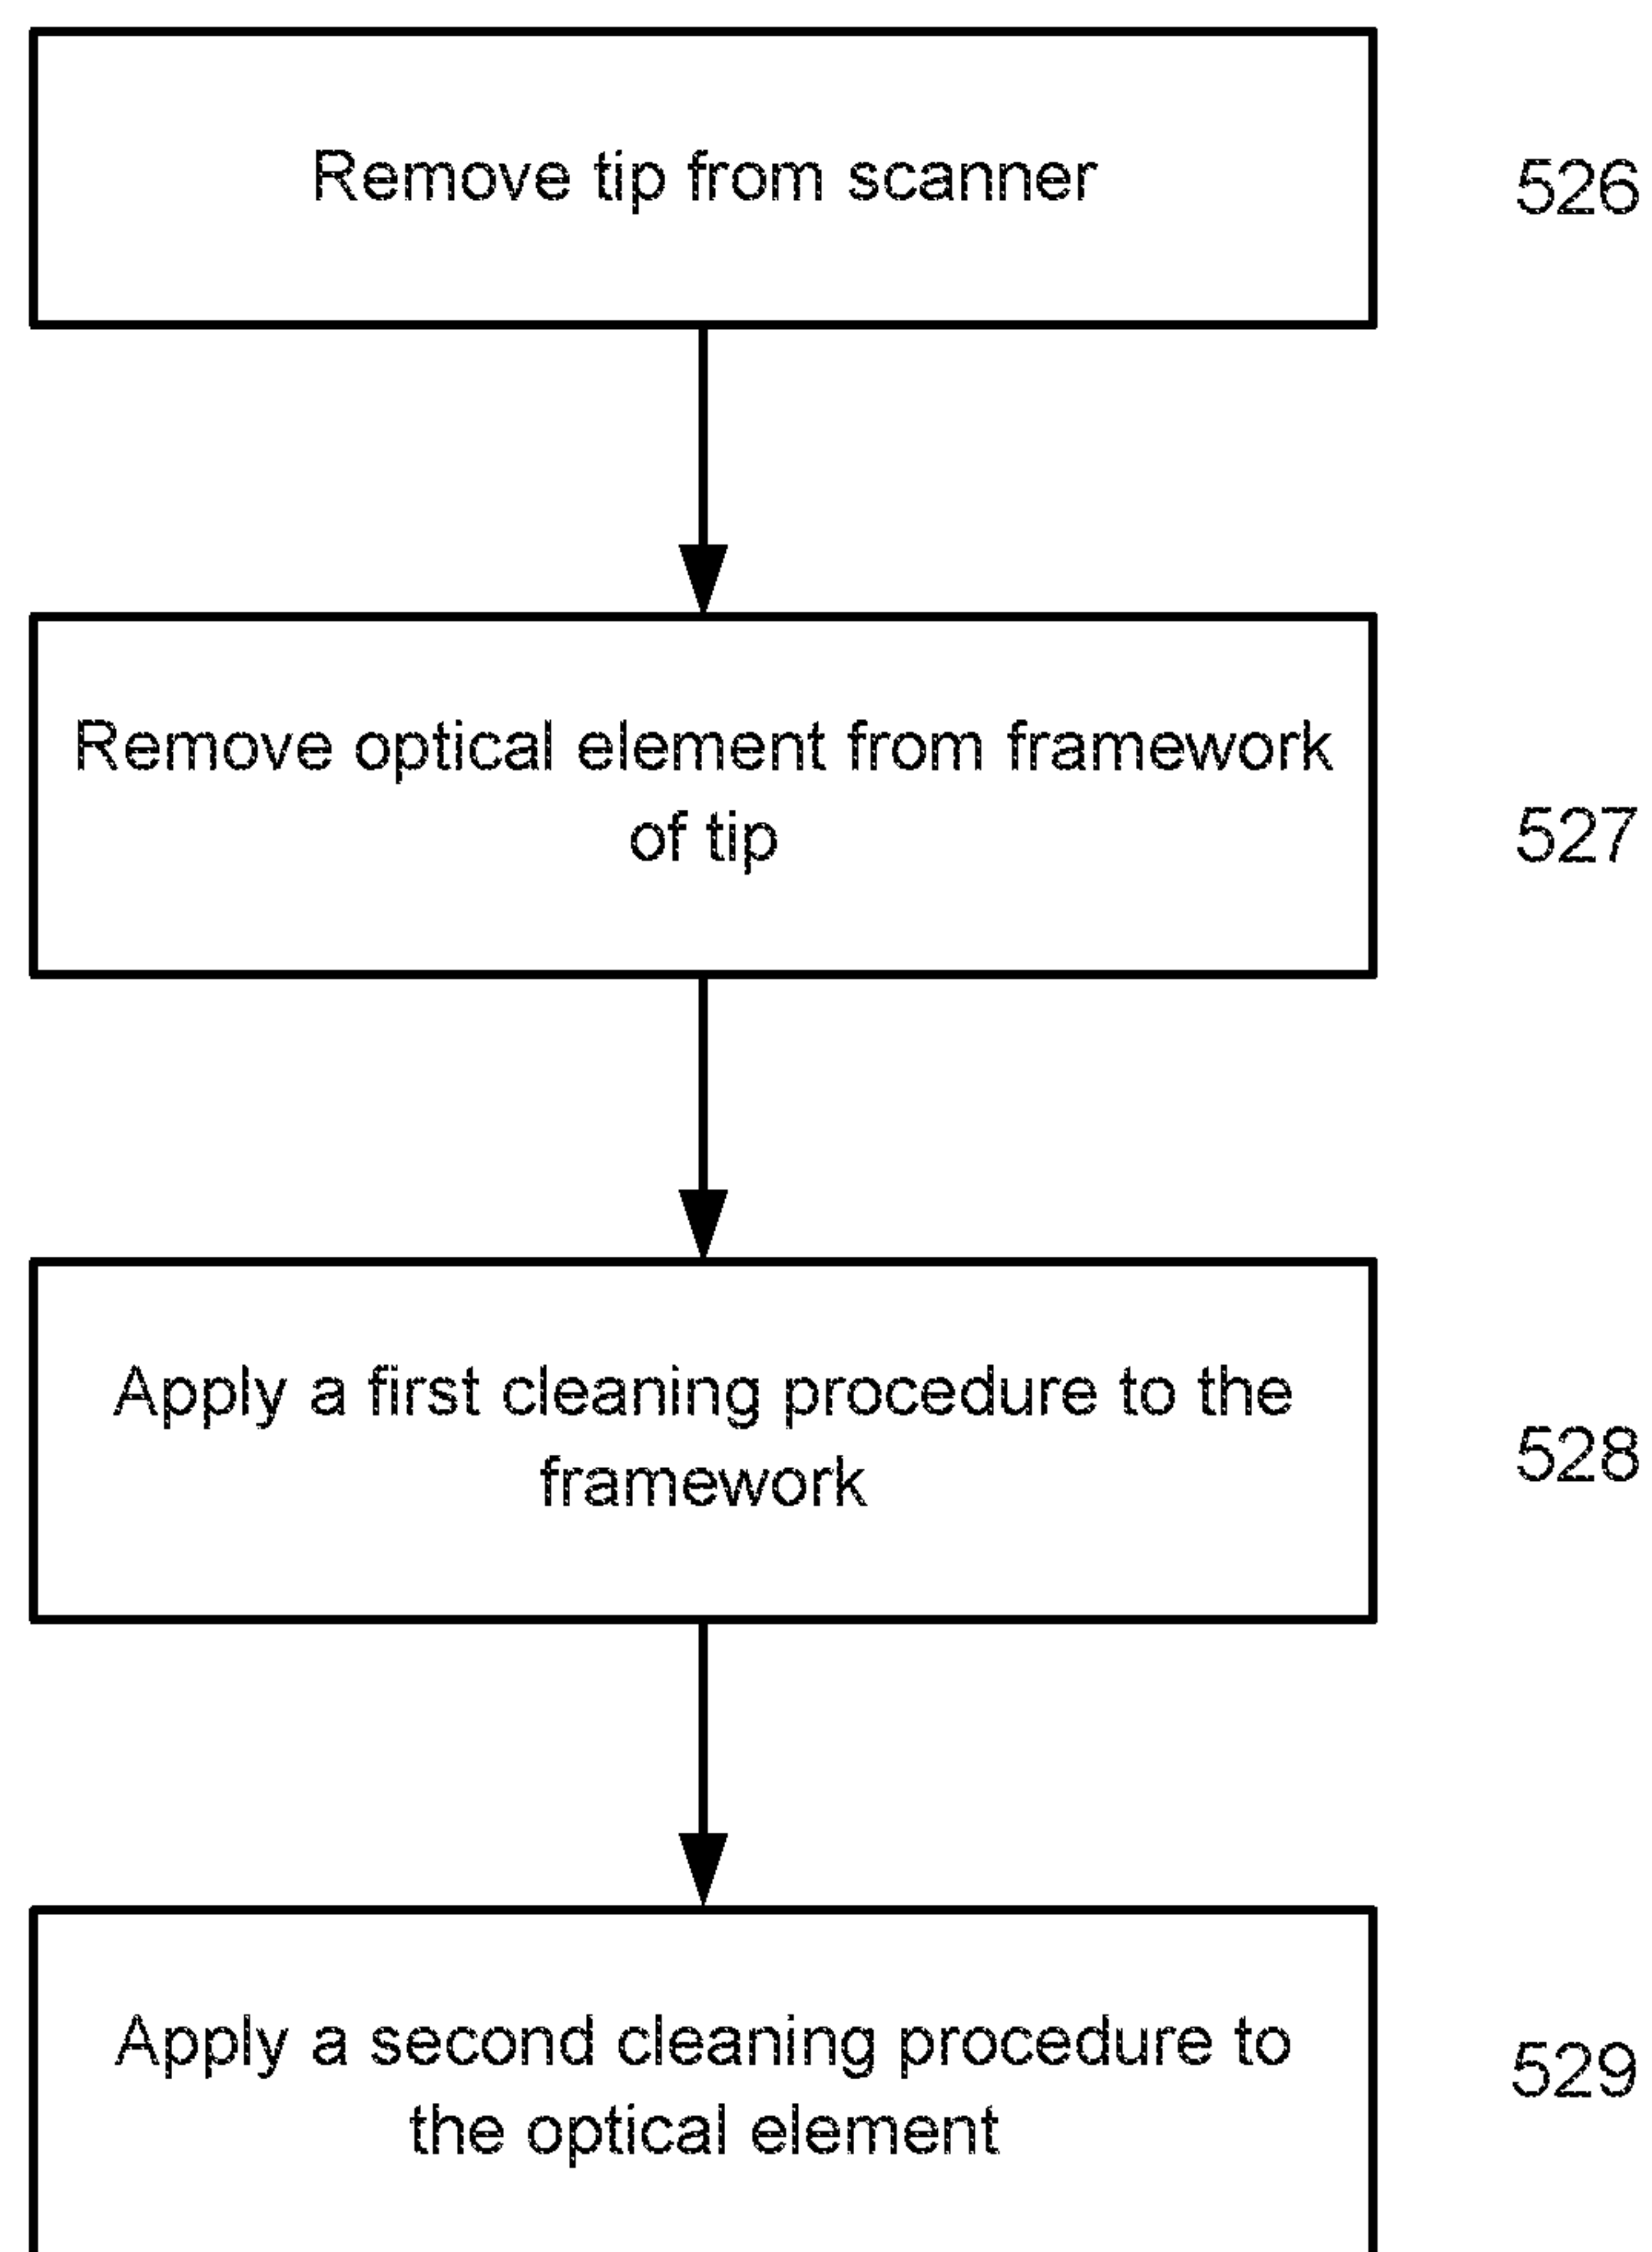 Remove tip from scanner
526
Remove optical element from framework
of tip
527
Apply a first cleaning procedure to the
framework
528
Apply a second cleaning procedure to
the optical element
529